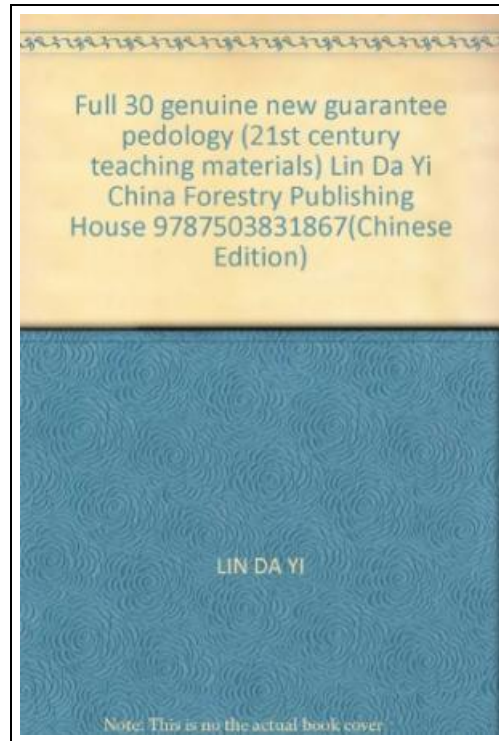 Full 30 genuine new guarantee
pedology (21st century
teaching materials) Lin Da Yi
China Forestry Publishing
House 9787503831867(Chinese
Edition)
LIN DA YI
Note: This is no the actual book cover